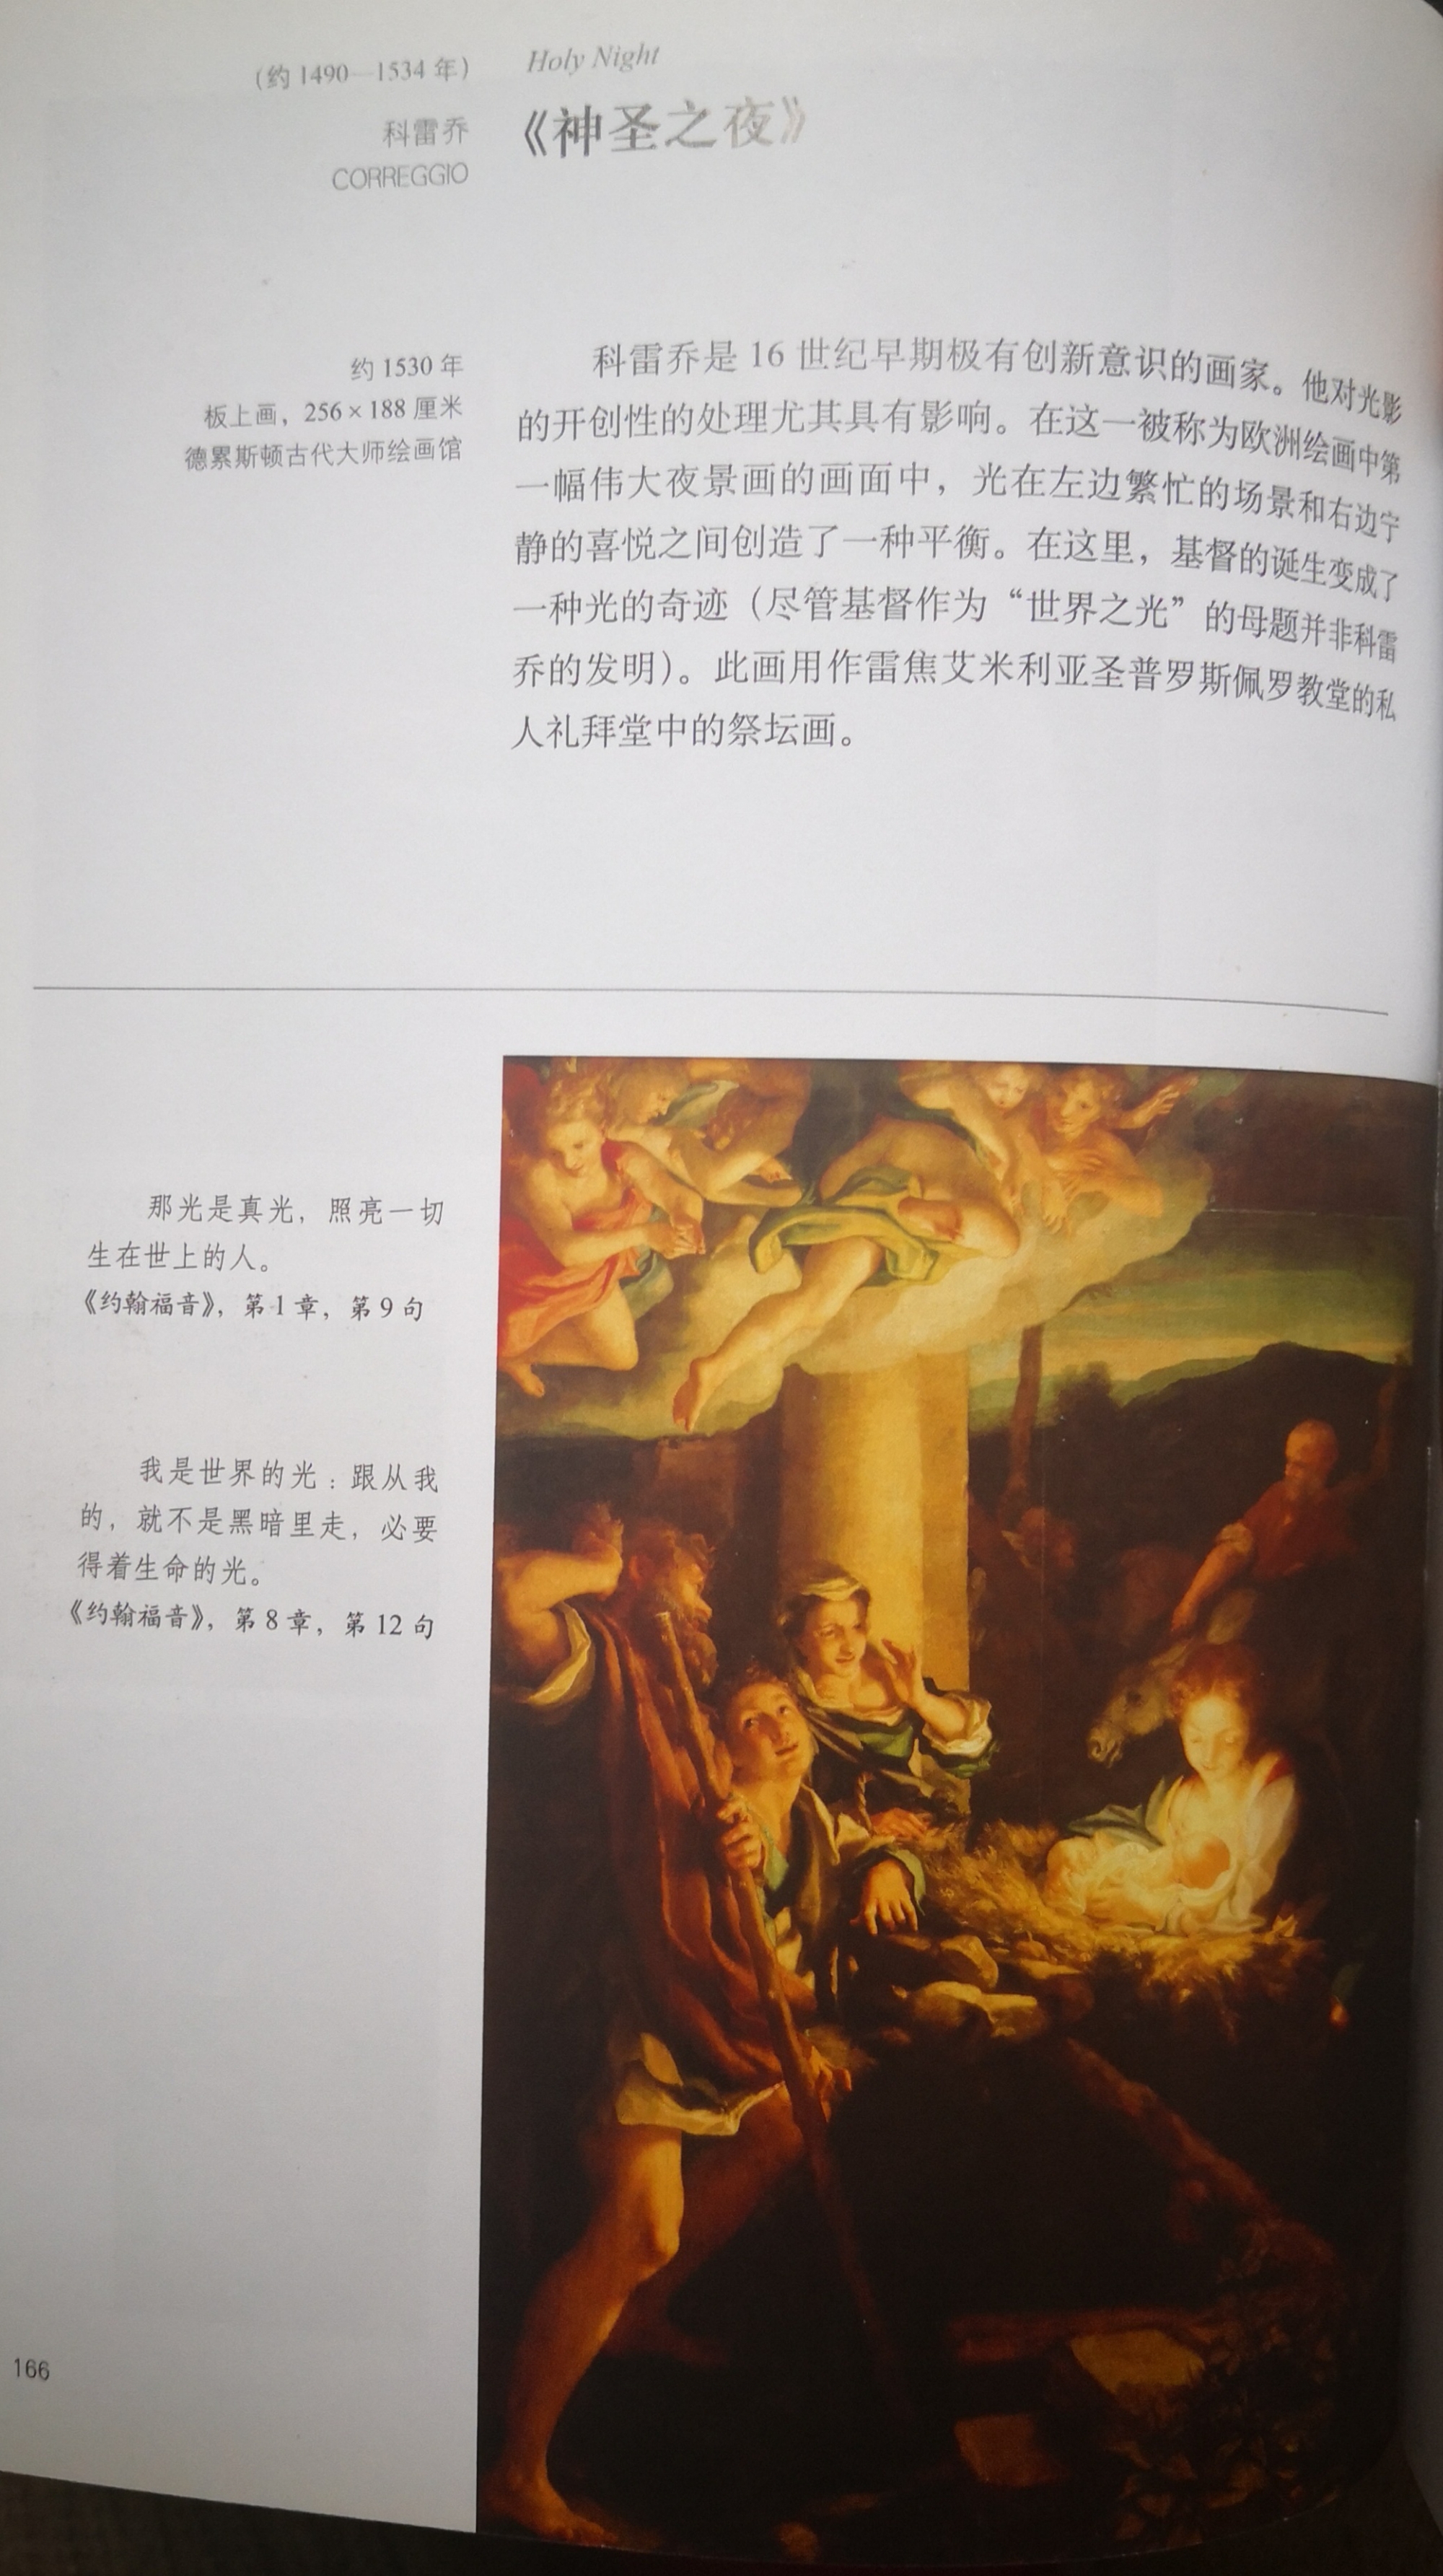 (约 1490—1534 年)
科雷乔
CORREGGIO
Holy Night
《神圣之夜》
约 1530 年
板上画，256×188 厘米
德累斯顿古代大师绘画馆
科雷乔是 16 世纪早期极有创新意识的画家。他对光影
的开创性的处理尤其具有影响。在这一被称为欧洲绘画中第
一幅伟大夜景画的画面中，光在左边繁忙的场景和右边宁
静的喜悦之间创造了一种平衡。在这里，基督的诞生变成了
一种光的奇迹（尽管基督作为“世界之光”的母题并非科雷
乔的发明）。此画用作雷焦艾米利亚圣普罗斯佩罗教堂的私
人礼拜堂中的祭坛画。
那光是真光，照亮一切
生在世上的人。
《约翰福音》，第 1 章，第 9 句
我是世界的光：跟从我
的，就不是黑暗里走，必要
得着生命的光。
《约翰福音》，第 8 章，第 12 句
166